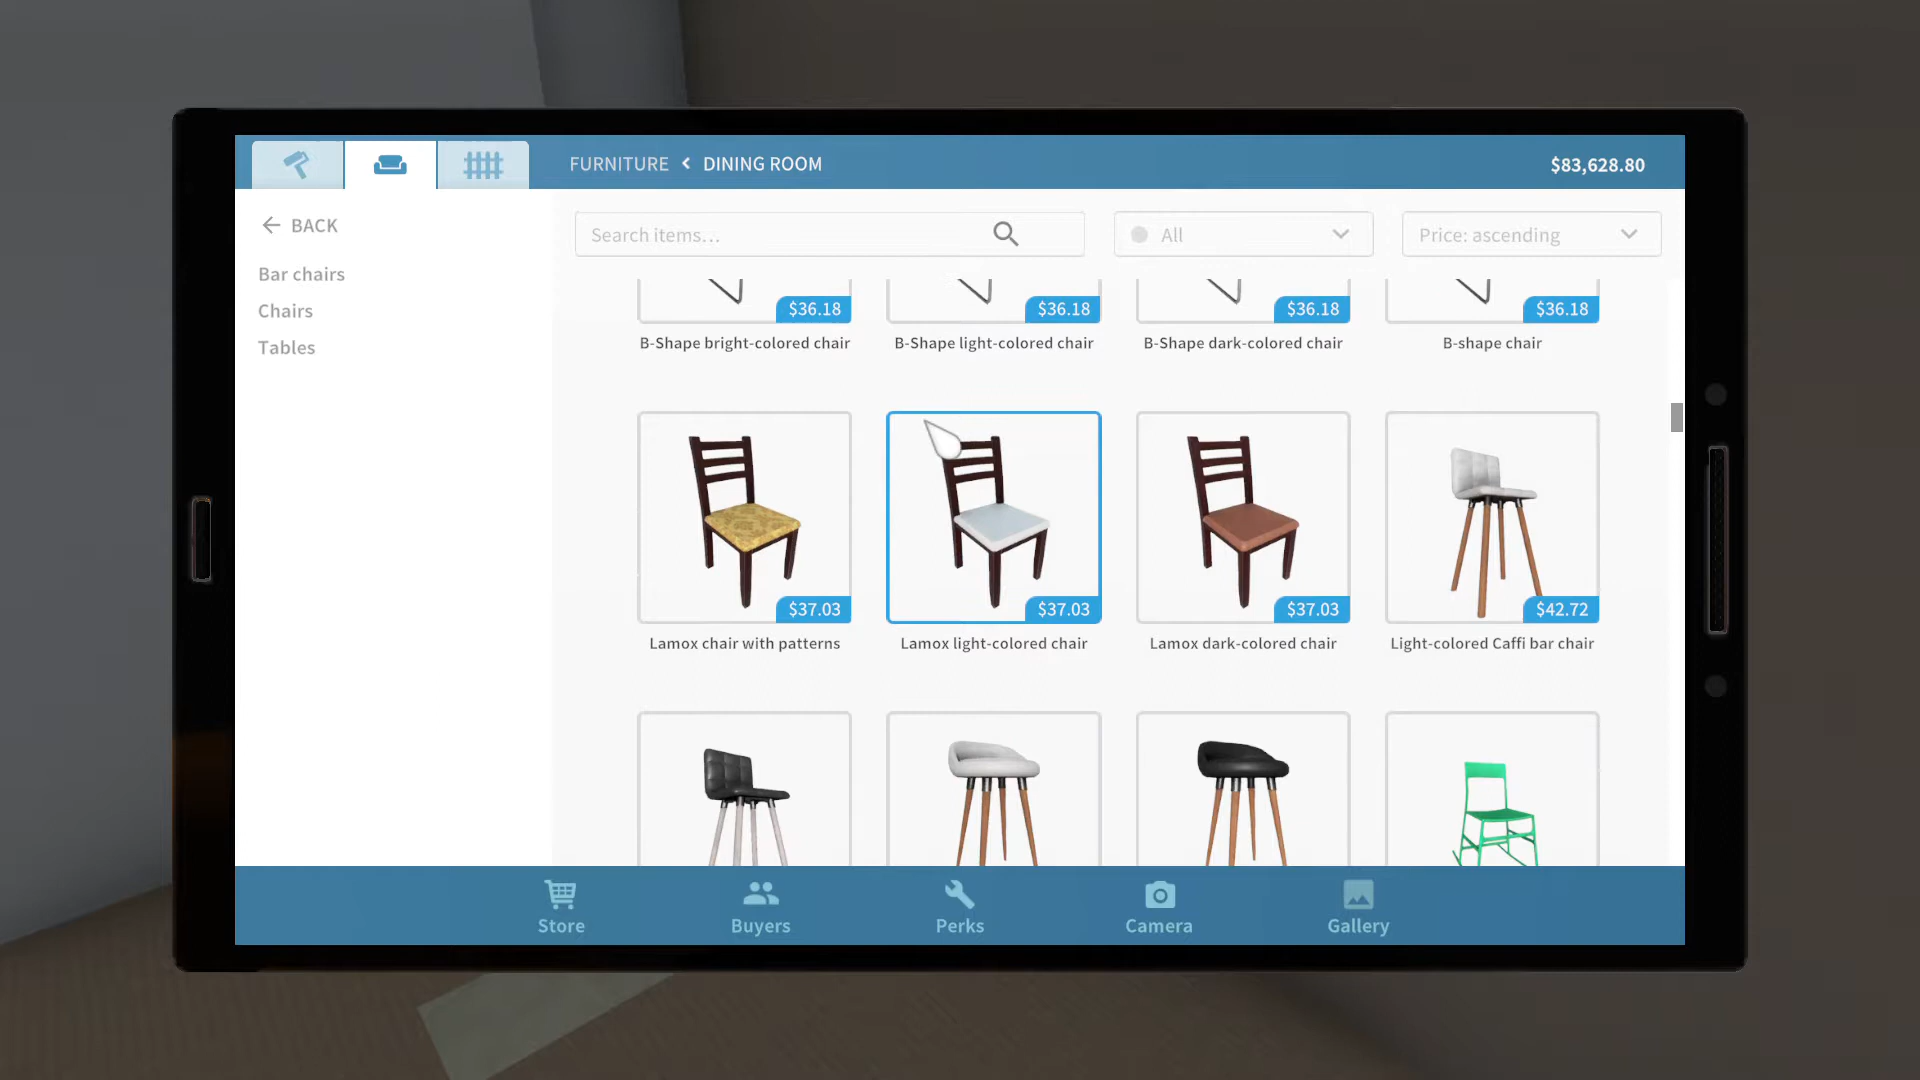 FURNITURE < DINING ROOM
$83,628.80
BACK
Bar chairs
Chairs
Tables
Search items...
All
Price: ascending
$36.18
$36.18
$36.18
$36.18
B-Shape bright-colored chair
B-Shape light-colored chair
B-Shape dark-colored chair
B-shape chair
$37.03
$37.03
$37.03
$42.72
Lamox chair with patterns
Lamox light-colored chair
Lamox dark-colored chair
Light-colored Caffi bar chair
Store
Buyers
Perks
Camera
Gallery